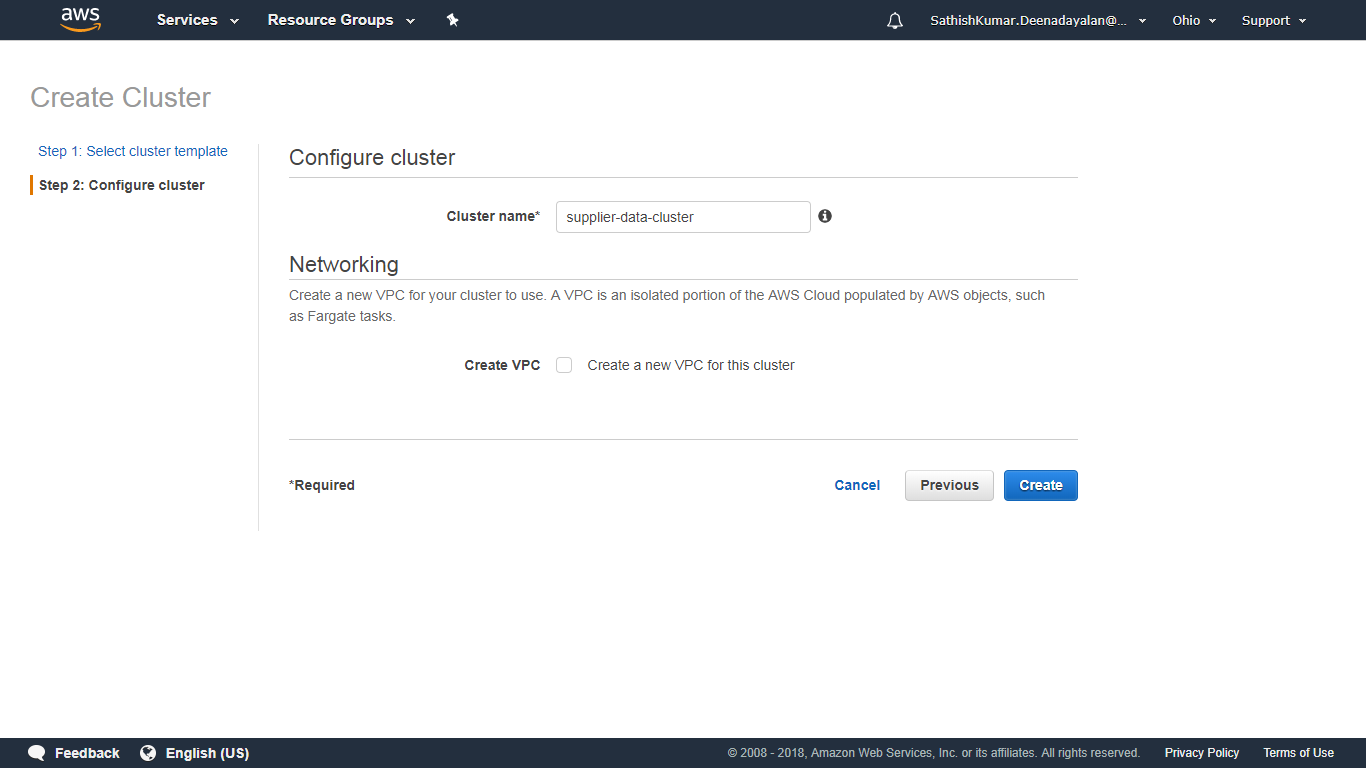 aws Services Resource Groups SathishKumar.Deenadayalan@... Ohio Support
Create Cluster
Step 1: Select cluster template
Step 2: Configure cluster
Configure cluster
Cluster name* supplier-data-cluster
Networking
Create a new VPC for your cluster to use. A VPC is an isolated portion of the AWS Cloud populated by AWS objects, such
as Fargate tasks.
Create VPC Create a new VPC for this cluster
*Required Cancel Previous Create
Feedback English (US) © 2008 - 2018, Amazon Web Services, Inc. or its affiliates. All rights reserved. Privacy Policy Terms of Use